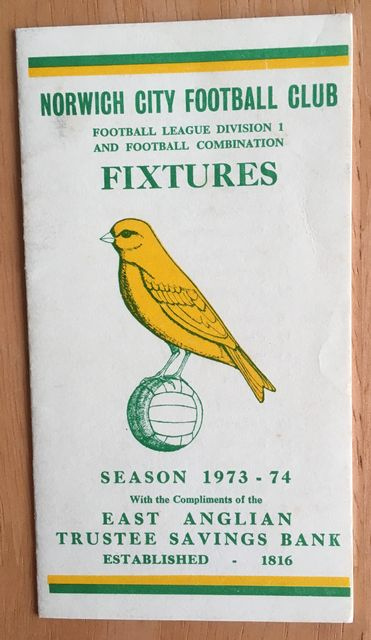 NORWICH CITY FOOTBALL CLUB
FOOTBALL LEAGUE DIVISION 1
AND FOOTBALL COMBINATION
FIXTURES
SEASON 1973 - 74
With the Compliments of the
EAST ANGLIAN
TRUSTEE SAVINGS BANK
ESTABLISHED - 1816